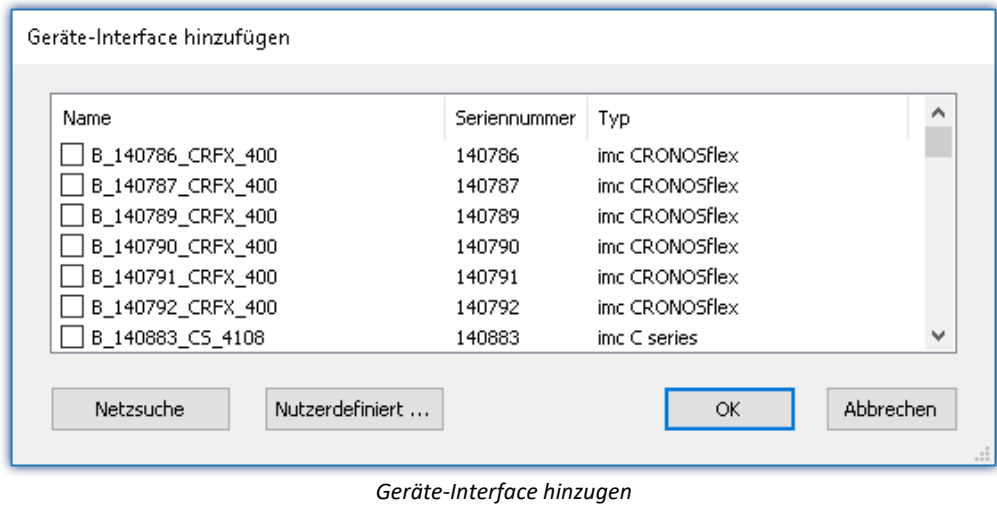 Geräte-Interface hinzufügen
Name Seriennummer Typ
B_140786_CRFX_400 140786 imc CRONOSflex
B_140787_CRFX_400 140787 imc CRONOSflex
B_140789_CRFX_400 140789 imc CRONOSflex
B_140790_CRFX_400 140790 imc CRONOSflex
B_140791_CRFX_400 140791 imc CRONOSflex
B_140792_CRFX_400 140792 imc CRONOSflex
B_140883_CS_4108 140883 imc C series
Netzsuche Nutzerdefiniert ... OK Abbrechen
Geräte-Interface hinzugen